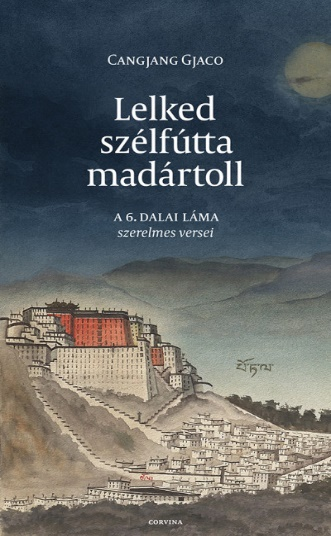 CANGJANG GJACO
Lelked
szélfútta
madártoll
A 6. DALAI LÁMA
szerelmes versei
པོ་ཏཱ་ལ
CORVINA